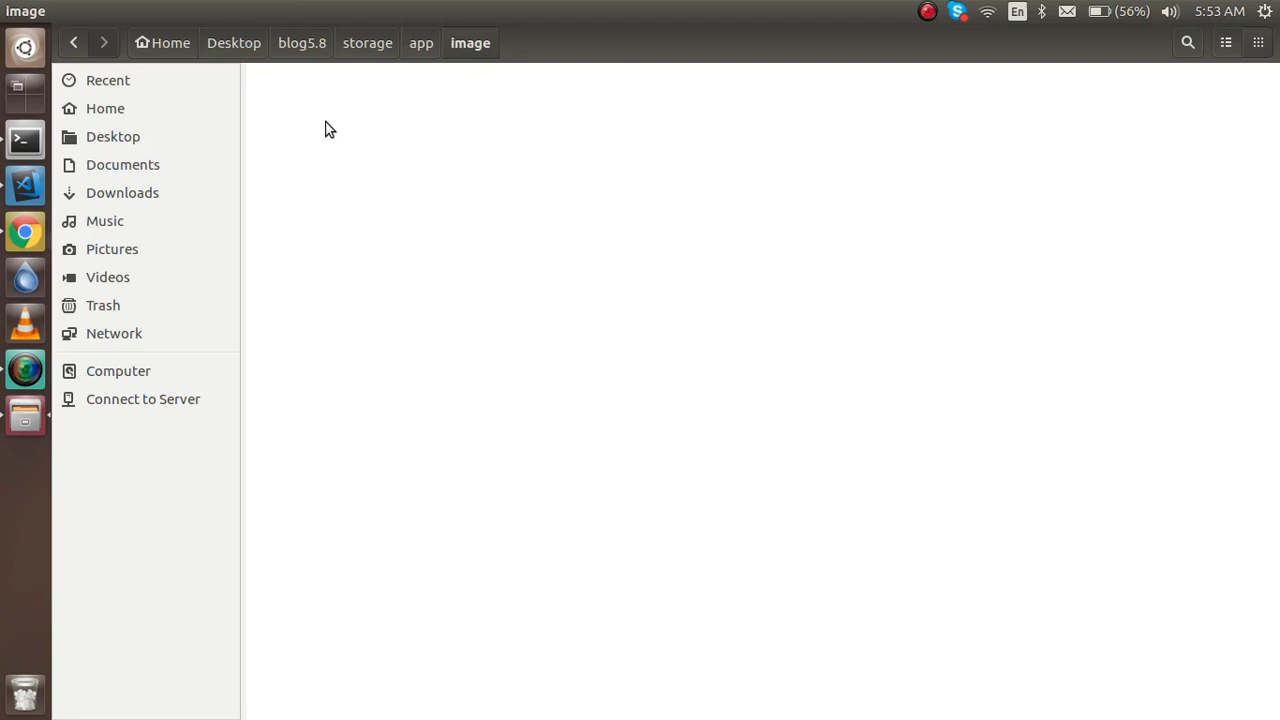 image
En
(56%)
5:53 AM
Home
Desktop
blog5.8
storage
app
image
Recent
Home
Desktop
Documents
Downloads
Music
Pictures
Videos
Trash
Network
Computer
Connect to Server